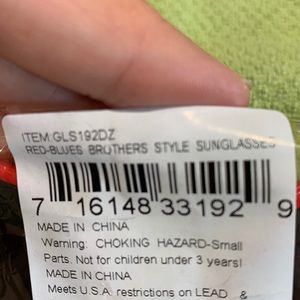 ITEM:GLS192DZ
RED-BLUES BROTHERS STYLE SUNGLASSES
7 16148 33192 9
MADE IN CHINA
Warning: CHOKING HAZARD-Small
Parts. Not for children under 3 years!
MADE IN CHINA
Meets U.S.A. restrictions on LEAD &